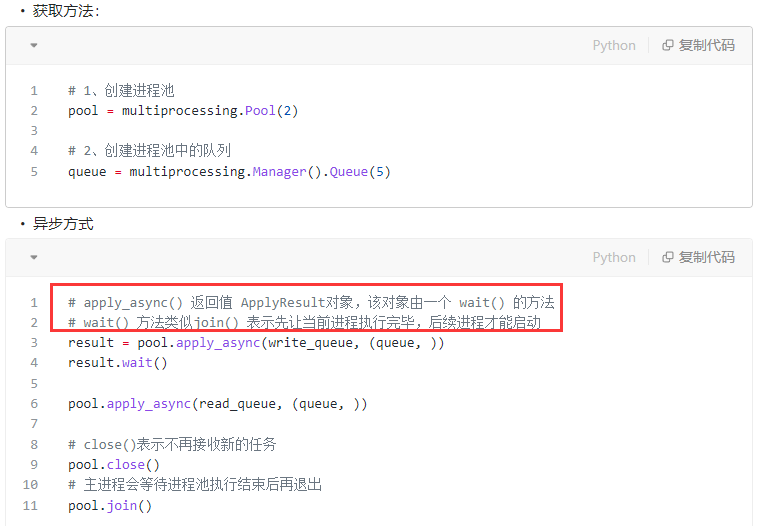 • 获取方法:
Python 复制代码
1 # 1、创建进程池
2 pool = multiprocessing.Pool(2)
3
4 # 2、创建进程池中的队列
5 queue = multiprocessing.Manager().Queue(5)
• 异步方式
Python 复制代码
1 # apply_async() 返回值 ApplyResult对象，该对象由一个 wait() 的方法
2 # wait() 方法类似join() 表示先让当前进程执行完毕，后续进程才能启动
3 result = pool.apply_async(write_queue, (queue, ))
4 result.wait()
5
6 pool.apply_async(read_queue, (queue, ))
7
8 # close()表示不再接收新的任务
9 pool.close()
10 # 主进程会等待进程池执行结束后再退出
11 pool.join()